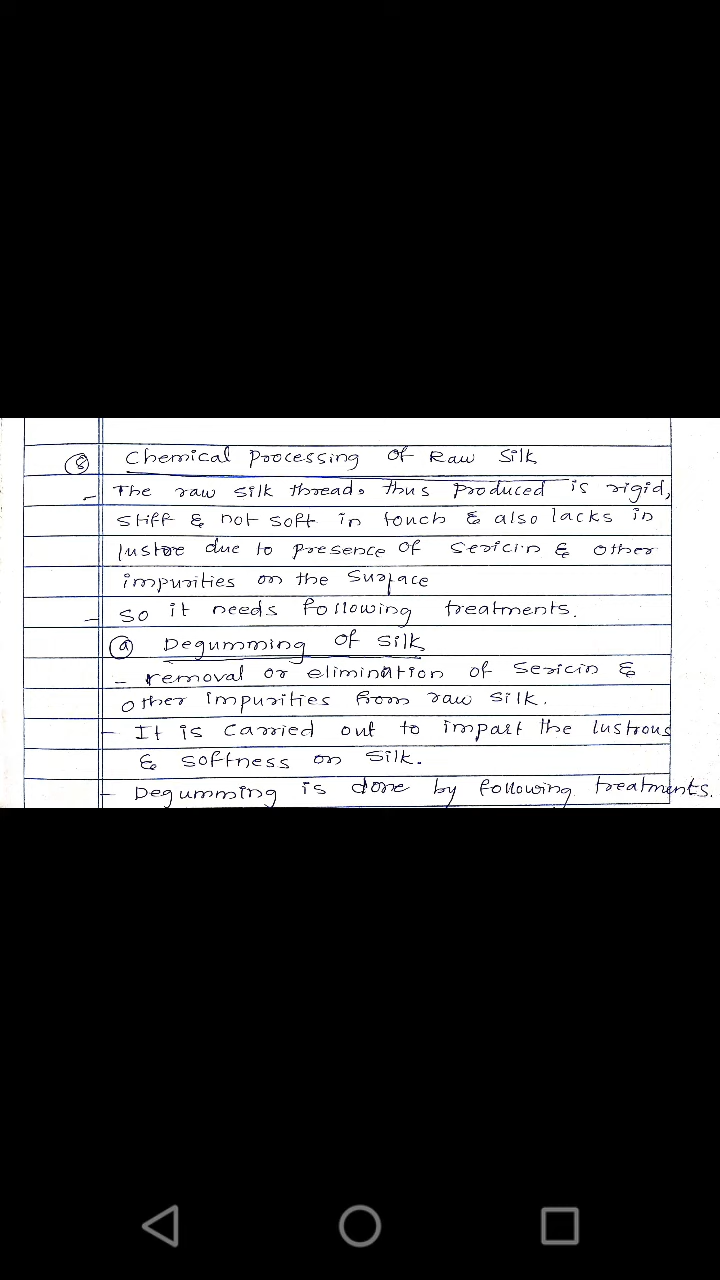 ⑧ Chemical Processing of Raw Silk
- The raw silk thread. thus produced is rigid,
stiff & not soft in touch & also lacks in
lustre due to presence of sericin & other
impurities on the surface
- so it needs following treatments.
ⓐ Degumming of silk
- removal or elimination of sericin &
other impurities from raw silk.
- It is carried out to impart the lustrous
& softness on silk.
- Degumming is done by following treatments.